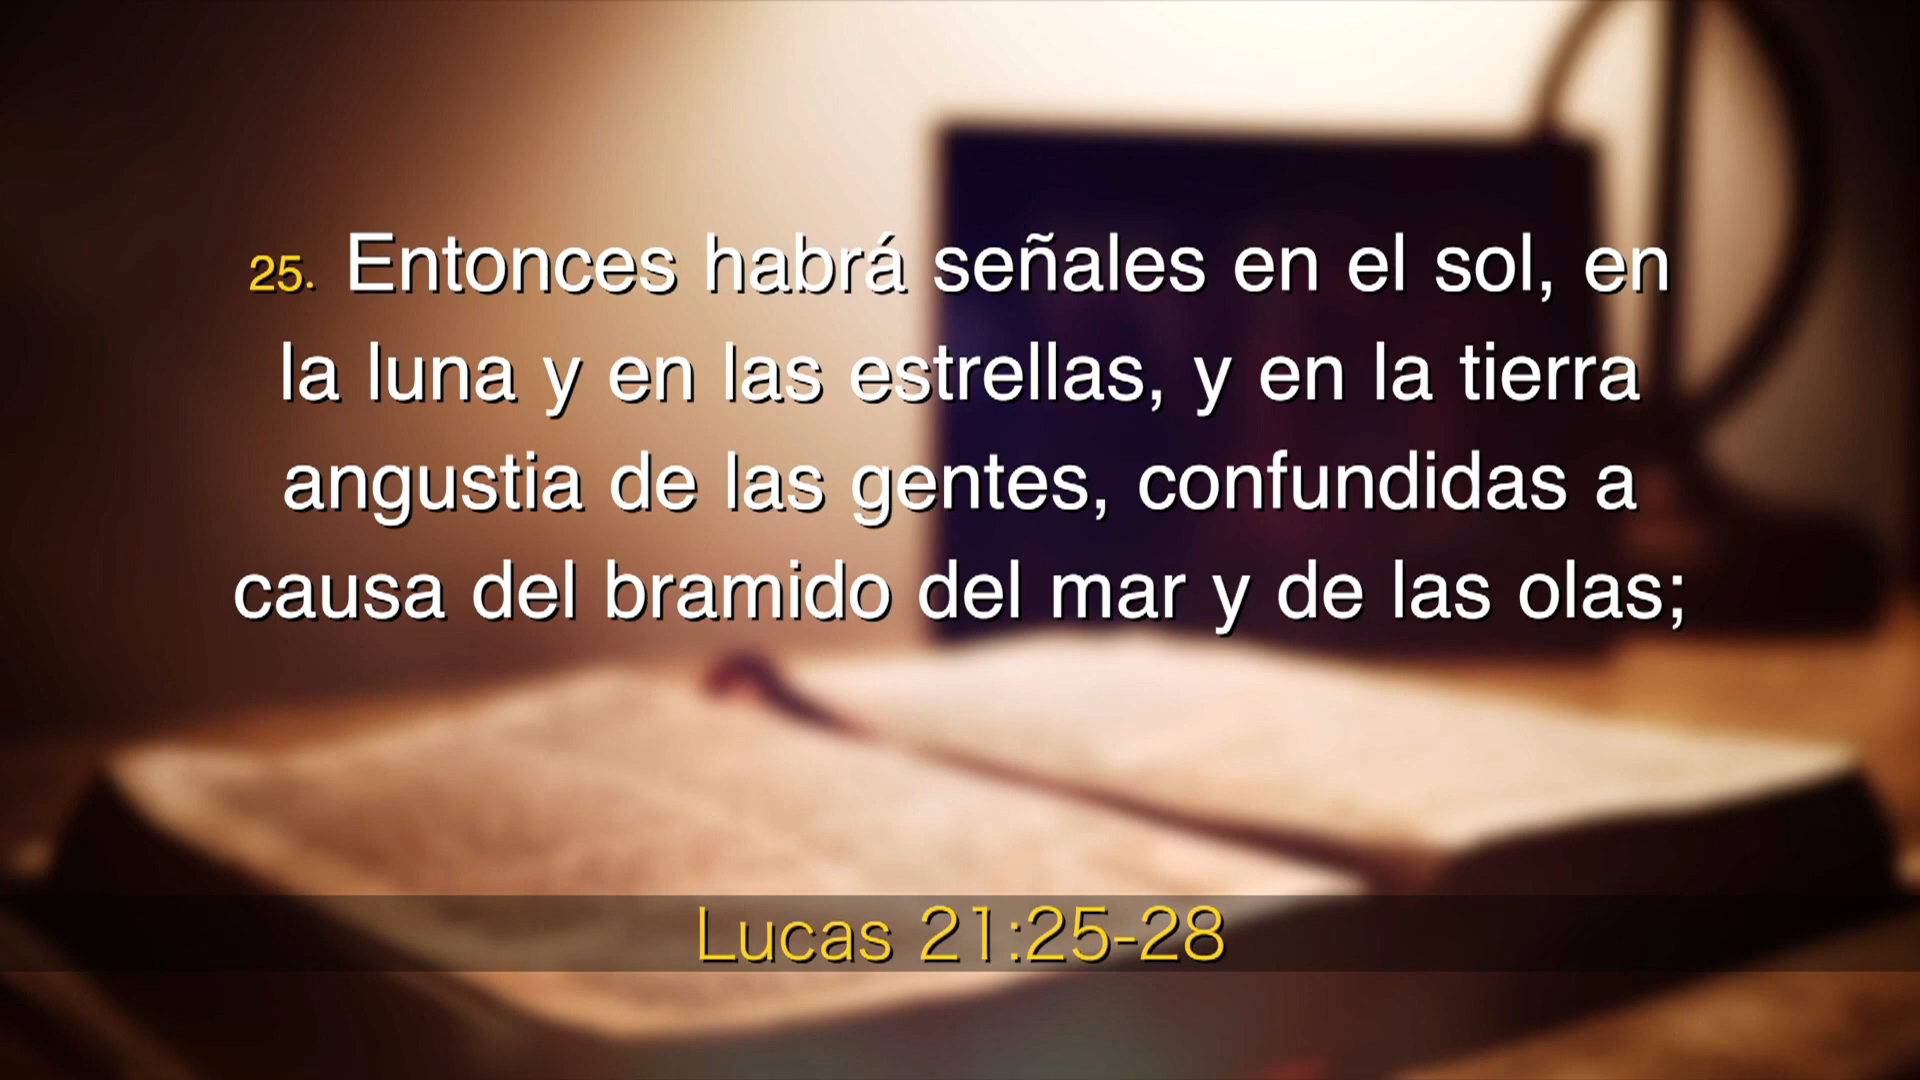 25. Entonces habrá señales en el sol, en
la luna y en las estrellas, y en la tierra
angustia de las gentes, confundidas a
causa del bramido del mar y de las olas;
Lucas 21:25-28